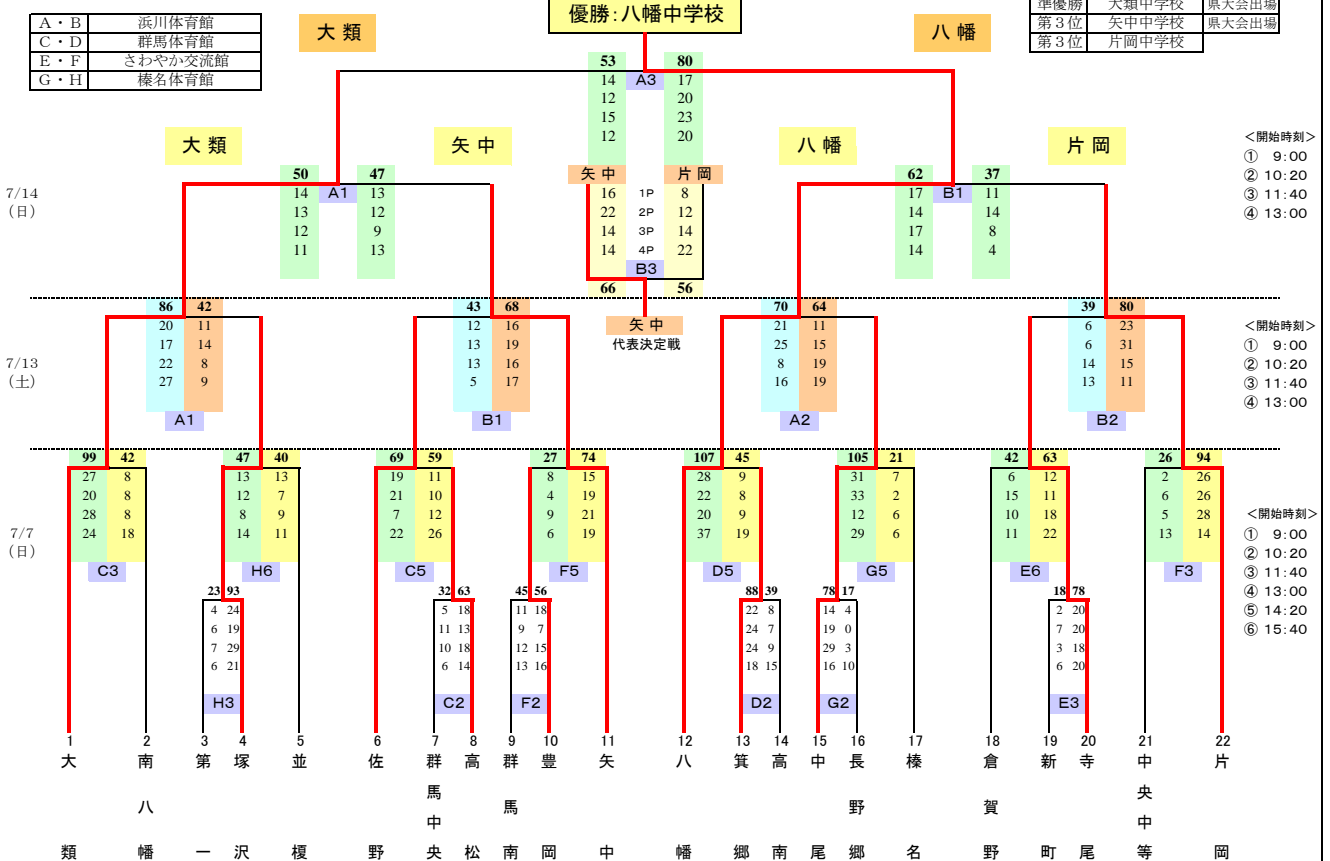 優勝：八幡中学校
準優勝 大類中学校 県大会出場
第３位 矢中中学校 県大会出場
第３位 片岡中学校
A・B 浜川体育館
C・D 群馬体育館
E・F さわやか交流館
G・H 榛名体育館
大類 八幡
53 80
14 A3 17
12 20
15 23
12 20
大類 矢中 八幡 片岡
7/14
（日）
50 47
14 A1 13
13 12
12 9
11 13
矢中 片岡
16 1P 8
22 2P 12
14 3P 14
14 4P 22
B3
66 56
矢中
代表決定戦
62 37
17 B1 11
14 14
17 8
14 4
＜開始時刻＞
① 9:00
② 10:20
③ 11:40
④ 13:00
7/13
（土）
86 42
20 11
17 14
22 8
27 9
A1
43 68
12 16
13 19
13 16
5 17
B1
70 64
21 11
25 15
8 19
16 19
A2
39 80
6 23
6 31
14 15
13 11
B2
＜開始時刻＞
① 9:00
② 10:20
③ 11:40
④ 13:00
7/7
（日）
99 42
27 8
20 8
28 8
24 18
C3
47 40
13 13
12 7
8 9
14 11
H6
69 59
19 11
21 10
7 12
22 26
C5
27 74
8 15
4 19
9 21
6 19
F5
107 45
28 9
22 8
20 9
37 19
D5
105 21
31 7
33 2
12 6
29 6
G5
42 63
6 12
15 11
10 18
11 22
E6
26 94
2 26
6 26
5 28
13 14
F3
＜開始時刻＞
① 9:00
② 10:20
③ 11:40
④ 13:00
⑤ 14:20
⑥ 15:40
23 93
4 24
6 19
7 29
6 21
H3
32 63
5 18
11 13
10 18
6 14
C2
45 56
11 18
9 7
12 15
13 16
F2
88 39
22 8
24 7
24 9
18 15
D2
78 17
14 4
19 0
29 3
16 10
G2
18 78
2 20
7 20
3 18
6 20
E3
1 大類
2 南八幡
3 第一
4 塚沢
5 並榎
6 佐野
7 群馬中央
8 高松
9 群馬南
10 豊岡
11 矢中
12 八幡
13 箕郷
14 高南
15 中尾
16 長野郷
17 榛名
18 倉賀野
19 新町
20 寺尾
21 中央中等
22 片岡